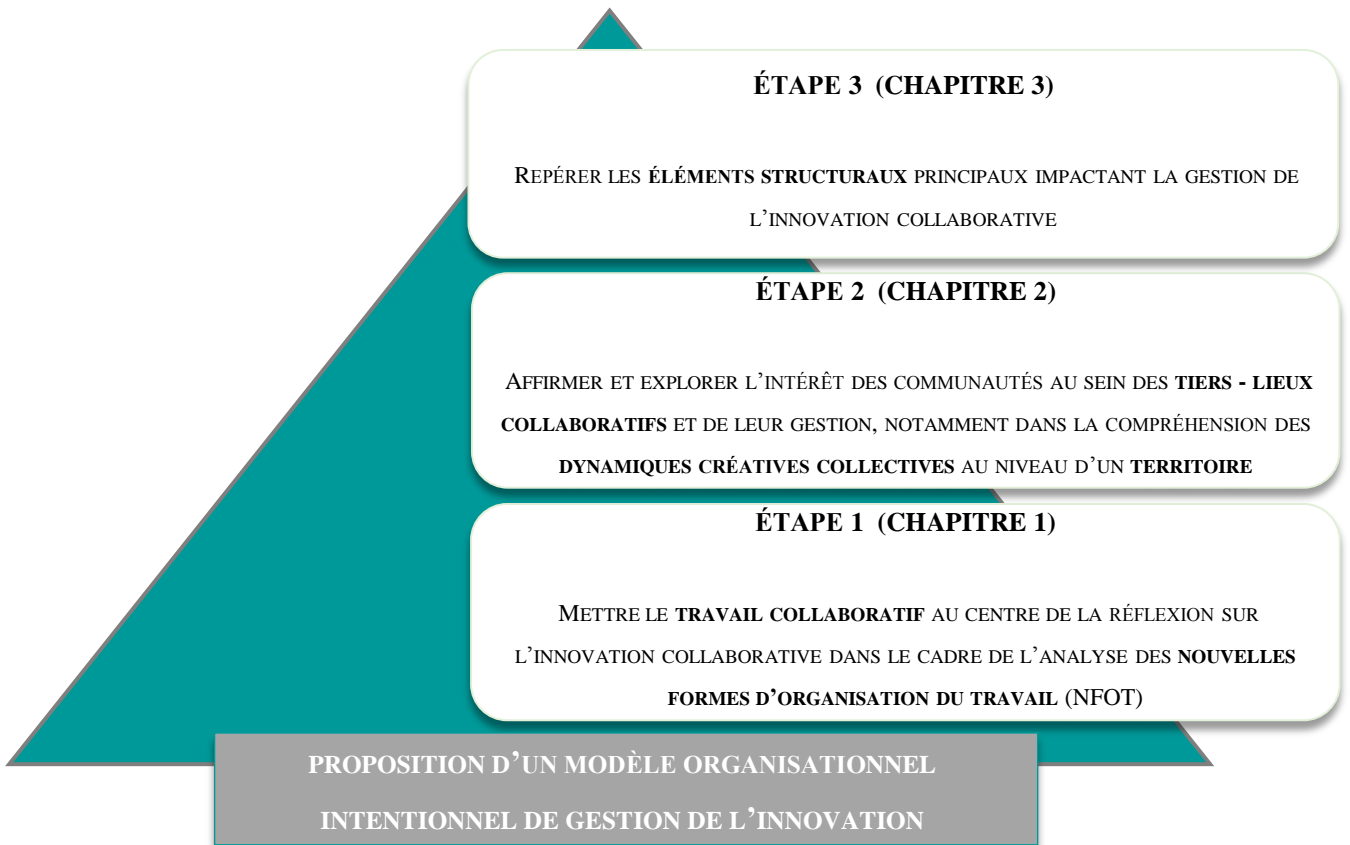 ÉTAPE 3 (CHAPITRE 3)
REPÉRER LES ÉLÉMENTS STRUCTURAUX PRINCIPAUX IMPACTANT LA GESTION DE
L'INNOVATION COLLABORATIVE
ÉTAPE 2 (CHAPITRE 2)
AFFIRMER ET EXPLORER L'INTÉRÊT DES COMMUNAUTÉS AU SEIN DES TIERS - LIEUX
COLLABORATIFS ET DE LEUR GESTION, NOTAMMENT DANS LA COMPRÉHENSION DES
DYNAMIQUES CRÉATIVES COLLECTIVES AU NIVEAU D'UN TERRITOIRE
ÉTAPE 1 (CHAPITRE 1)
METTRE LE TRAVAIL COLLABORATIF AU CENTRE DE LA RÉFLEXION SUR
L'INNOVATION COLLABORATIVE DANS LE CADRE DE L'ANALYSE DES NOUVELLES
FORMES D'ORGANISATION DU TRAVAIL (NFOT)
PROPOSITION D'UN MODÈLE ORGANISATIONNEL
INTENTIONNEL DE GESTION DE L'INNOVATION